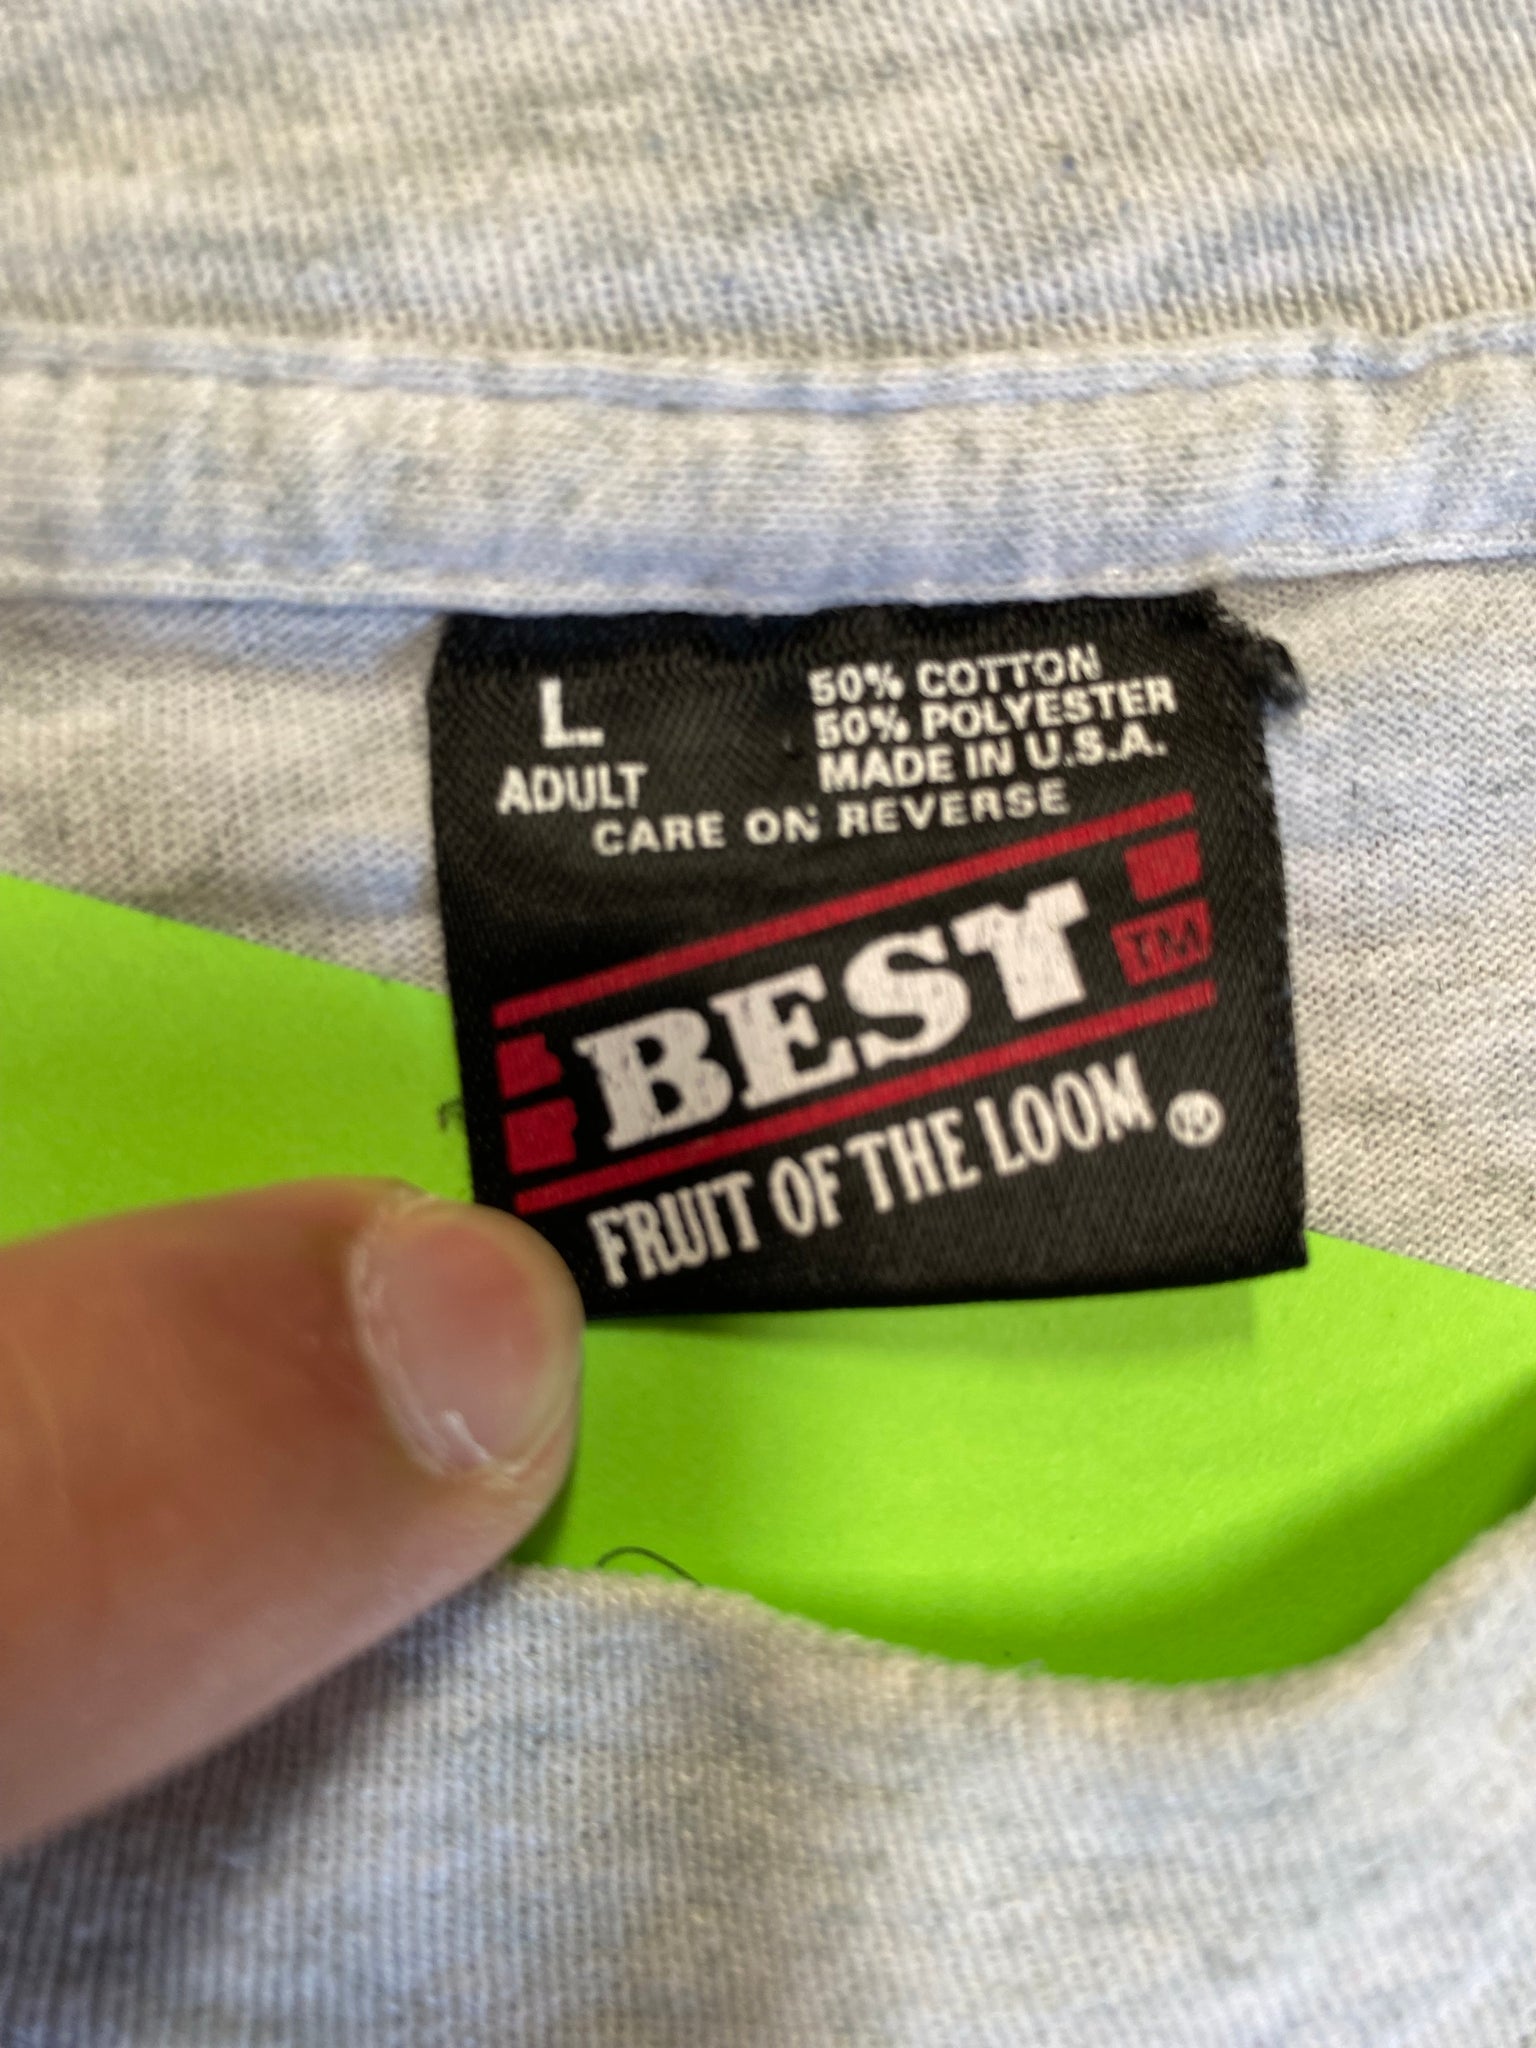 L
ADULT
50% COTTON
50% POLYESTER
MADE IN U.S.A.
CARE ON REVERSE
BEST
TM
FRUIT OF THE LOOM